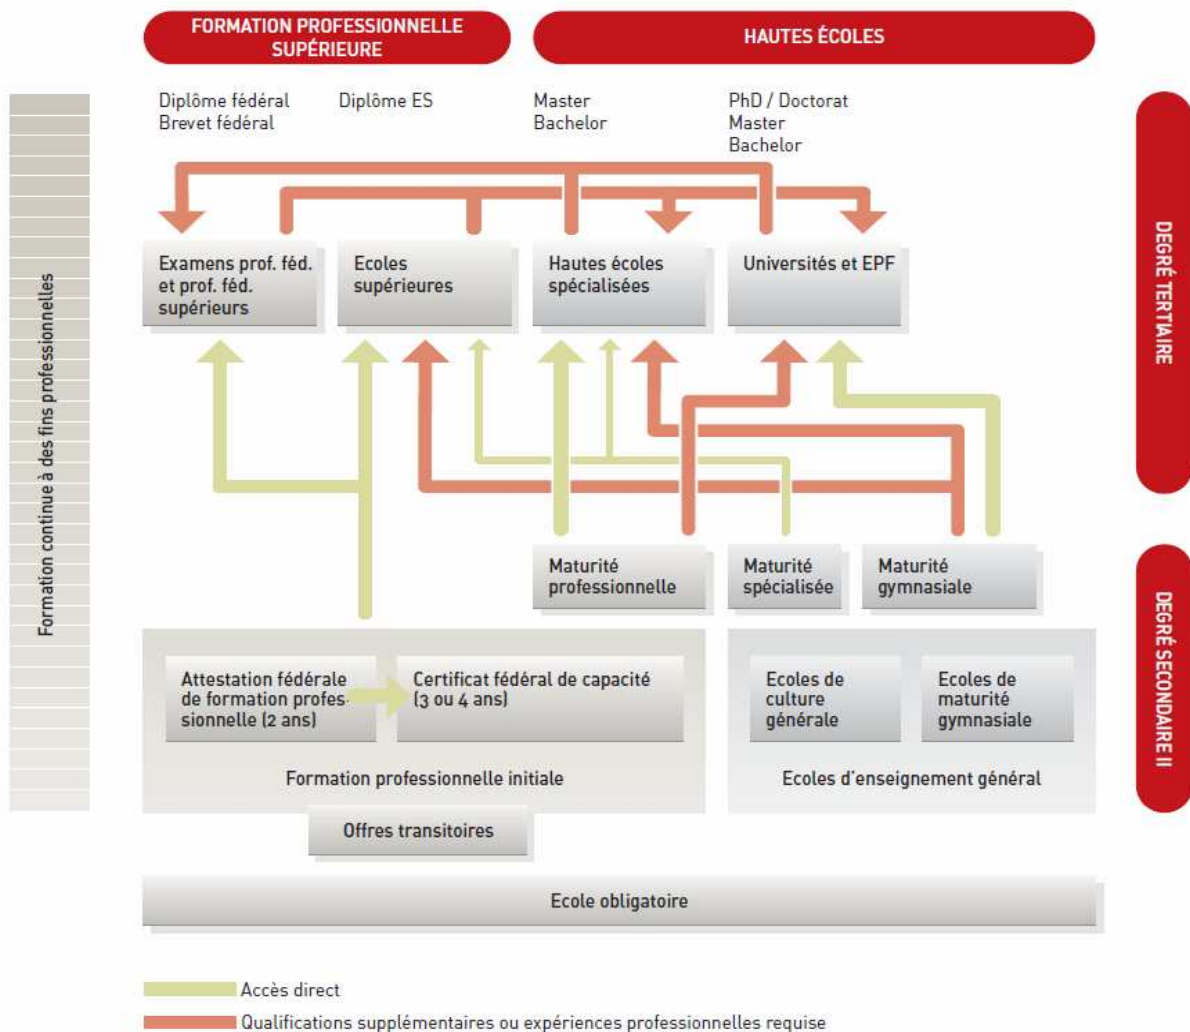 FORMATION PROFESSIONNELLE
SUPÉRIEURE
HAUTES ÉCOLES
Diplôme fédéral
Brevet fédéral
Diplôme ES
Master
Bachelor
PhD / Doctorat
Master
Bachelor
Examens prof. féd.
et prof. féd.
supérieurs
Ecoles
supérieures
Hautes écoles
spécialisées
Universités et EPF
DEGRÉ TERTIAIRE
Formation continue à des fins professionnelles
Maturité
professionnelle
Maturité
spécialisée
Maturité
gymnasiale
DEGRÉ SECONDAIRE II
Attestation fédérale
de formation profes-
sionnelle (2 ans)
Certificat fédéral de capacité
(3 ou 4 ans)
Ecoles de
culture
générale
Ecoles de
maturité
gymnasiale
Formation professionnelle initiale
Ecoles d'enseignement général
Offres transitoires
Ecole obligatoire
Accès direct
Qualifications supplémentaires ou expériences professionnelles requise